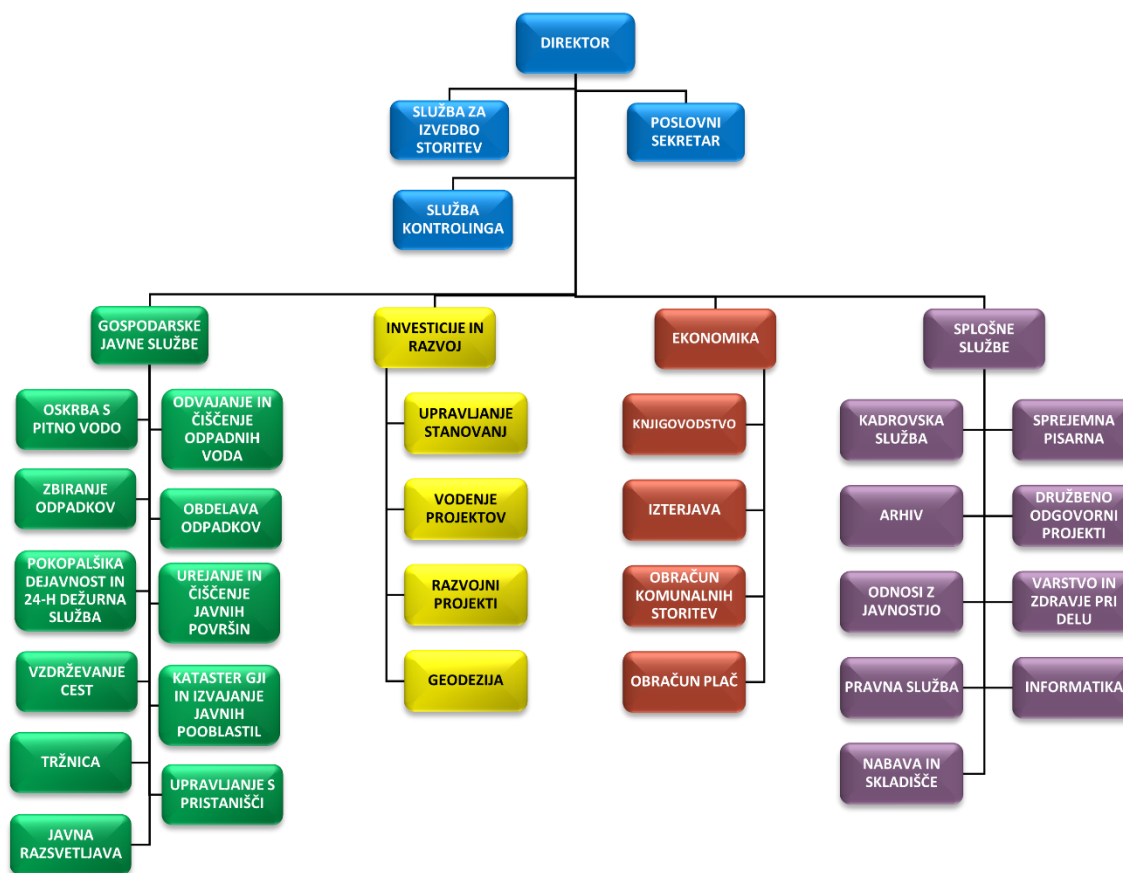 DIREKTOR
SLUŽBA ZA
IZVEDBO
STORITEV
POSLOVNI
SEKRETAR
SLUŽBA
KONTROLINGA
GOSPODARSKE
JAVNE SLUŽBE
OSKRBA S
PITNO VODO
ODVAJANJE IN
ČIŠČENJE
ODPADNIH
VODA
ZBIRANJE
ODPADKOV
OBDELAVA
ODPADKOV
POKOPALŠIKA
DEJAVNOST IN
24-H DEŽURNA
SLUŽBA
UREJANJE IN
ČIŠČENJE
JAVNIH
POVRŠIN
VZDRŽEVANJE
CEST
KATASTER GJI
IN IZVAJANJE
JAVNIH
POOBLASTIL
TRŽNICA
UPRAVLJANJE S
PRISTANIŠČI
JAVNA
RAZSVETLJAVA
INVESTICIJE IN
RAZVOJ
UPRAVLJANJE
STANOVANJ
VODENJE
PROJEKTOV
RAZVOJNI
PROJEKTI
GEODEZIJA
EKONOMIKA
KNJIGOVODSTVO
IZTERJAVA
OBRAČUN
KOMUNALNIH
STORITEV
OBRAČUN PLAČ
SPLOŠNE
SLUŽBE
KADROVSKA
SLUŽBA
SPREJEMNA
PISARNA
ARHIV
DRUŽBENO
ODGOVORNI
PROJEKTI
ODNOSI Z
JAVNOSTJO
VARSTVO IN
ZDRAVJE PRI
DELU
PRAVNA SLUŽBA
INFORMATIKA
NABAVA IN
SKLADIŠČE